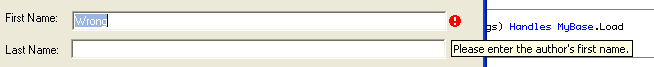 First Name: Wrong
gs) Handles MyBase.Load
Last Name:
Please enter the author's first name.